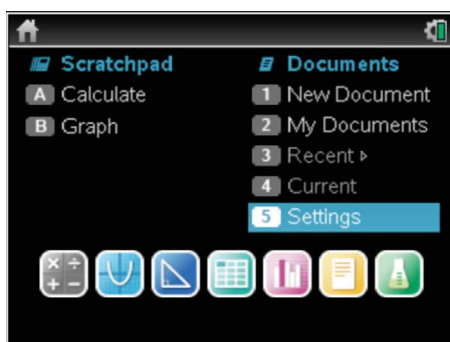 Scratchpad
A Calculate
B Graph
Documents
1 New Document
2 My Documents
3 Recent ▹
4 Current
5 Settings